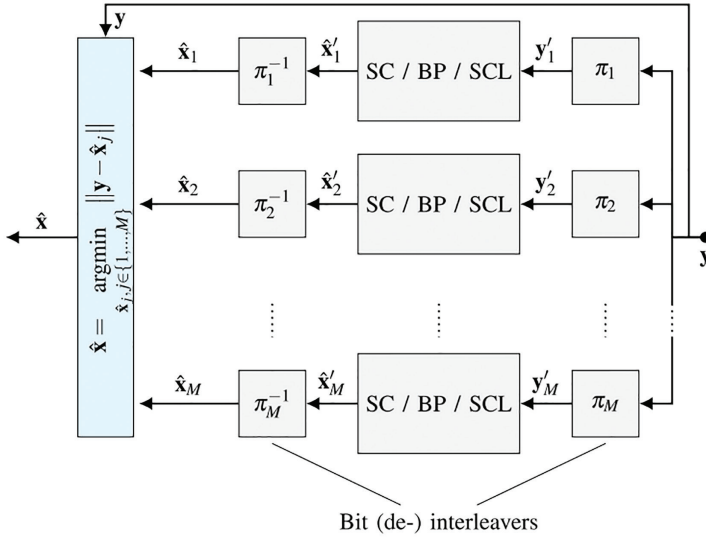 y
x̂₁ π₁⁻¹ x̂′₁ SC / BP / SCL y′₁ π₁
x̂₂ π₂⁻¹ x̂′₂ SC / BP / SCL y′₂ π₂
x̂
x̂ = argmin ||y − x̂ⱼ||
x̂ⱼ, j∈{1,...,M}
y
x̂_M π_M⁻¹ x̂′_M SC / BP / SCL y′_M π_M
Bit (de-) interleavers